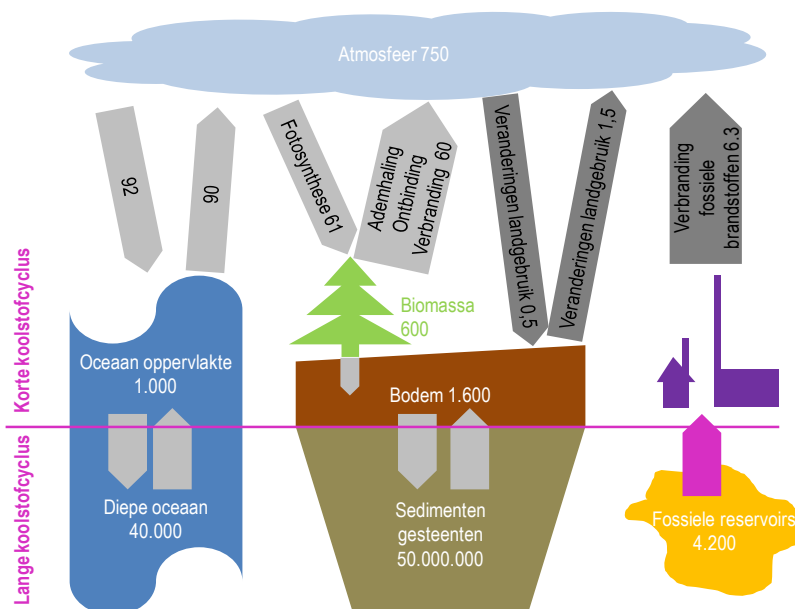 Atmosfeer 750
92
90
Fotosynthese 61
Ademhaling
Ontbinding
Verbranding 60
Veranderingen landgebruik 0,5
Veranderingen landgebruik 1,5
Verbranding
fossiele
brandstoffen 6.3
Korte koolstofcyclus
Biomassa
600
Oceaan oppervlakte
1.000
Bodem 1.600
Lange koolstofcyclus
Diepe oceaan
40.000
Sedimenten
gesteenten
50.000.000
Fossiele reservoirs
4.200